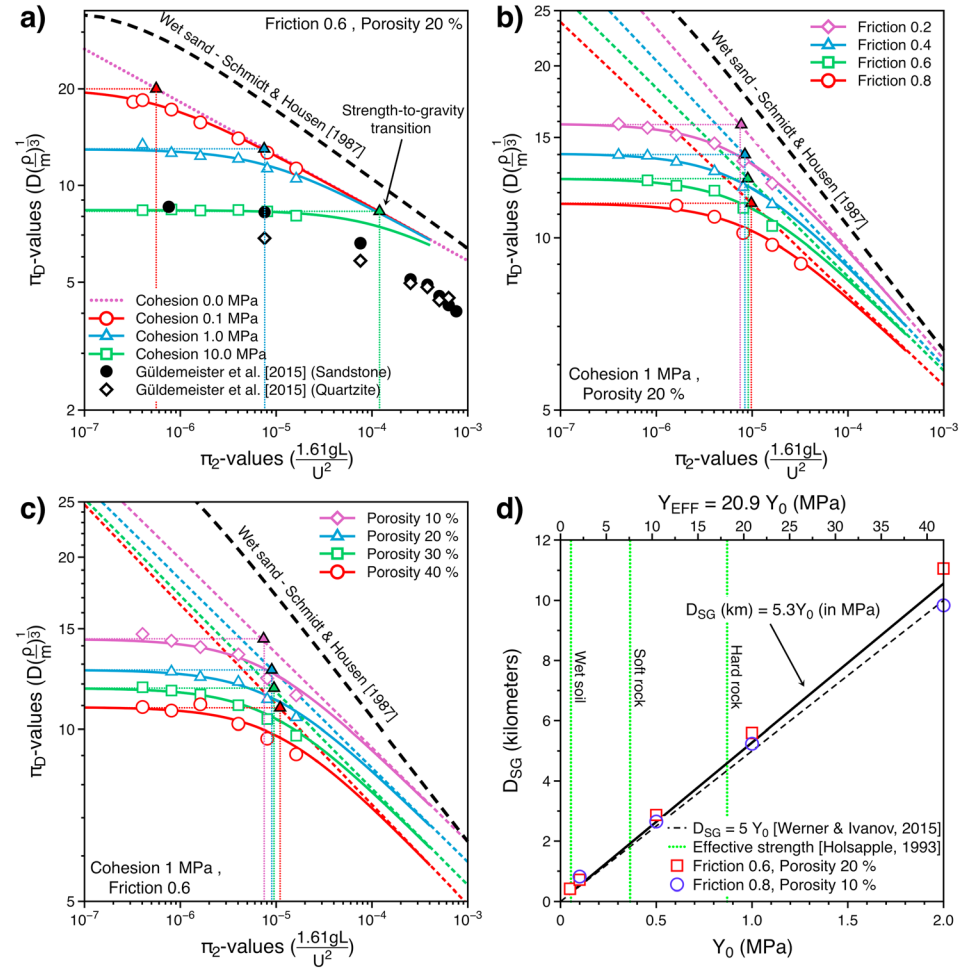 a)
Friction 0.6 , Porosity 20 %
Wet sand - Schmidt & Housen [1987]
Strength-to-gravity
transition
πD-values (D(ρ/m)^1/3)
20
10
5
2
Cohesion 0.0 MPa
Cohesion 0.1 MPa
Cohesion 1.0 MPa
Cohesion 10.0 MPa
Güldemeister et al. [2015] (Sandstone)
Güldemeister et al. [2015] (Quartzite)
10⁻⁷ 10⁻⁶ 10⁻⁵ 10⁻⁴ 10⁻³
π₂-values (1.61gL/U²)
b)
Friction 0.2
Friction 0.4
Friction 0.6
Friction 0.8
Wet sand - Schmidt & Housen [1987]
πD-values (D(ρ/m)^1/3)
25
20
15
10
5
Cohesion 1 MPa ,
Porosity 20 %
10⁻⁷ 10⁻⁶ 10⁻⁵ 10⁻⁴ 10⁻³
π₂-values (1.61gL/U²)
c)
Porosity 10 %
Porosity 20 %
Porosity 30 %
Porosity 40 %
Wet sand - Schmidt & Housen [1987]
πD-values (D(ρ/m)^1/3)
25
20
15
10
5
Cohesion 1 MPa ,
Friction 0.6
10⁻⁷ 10⁻⁶ 10⁻⁵ 10⁻⁴ 10⁻³
π₂-values (1.61gL/U²)
d)
YEFF = 20.9 Y₀ (MPa)
0 5 10 15 20 25 30 35 40
DSG (kilometers)
12
10
8
6
4
2
0
DSG (km) = 5.3Y₀ (in MPa)
Wet soil
Soft rock
Hard rock
DSG = 5 Y₀ [Werner & Ivanov, 2015]
Effective strength [Holsapple, 1993]
Friction 0.6, Porosity 20 %
Friction 0.8, Porosity 10 %
0.0 0.5 1.0 1.5 2.0
Y₀ (MPa)